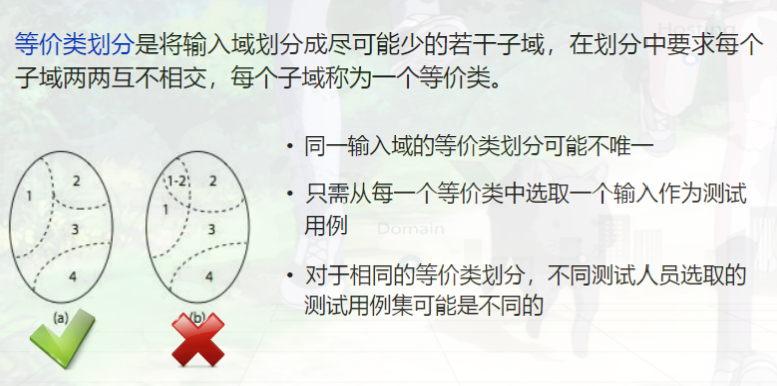 等价类划分是将输入域划分成尽可能少的若干子域，在划分中要求每个
子域两两互不相交，每个子域称为一个等价类。
• 同一输入域的等价类划分可能不唯一
• 只需从每一个等价类中选取一个输入作为测试
用例
• 对于相同的等价类划分，不同测试人员选取的
测试用例集可能是不同的
1
2
3
4
(a)
1-2
2
1
3
4
(b)
Domain
Hosting